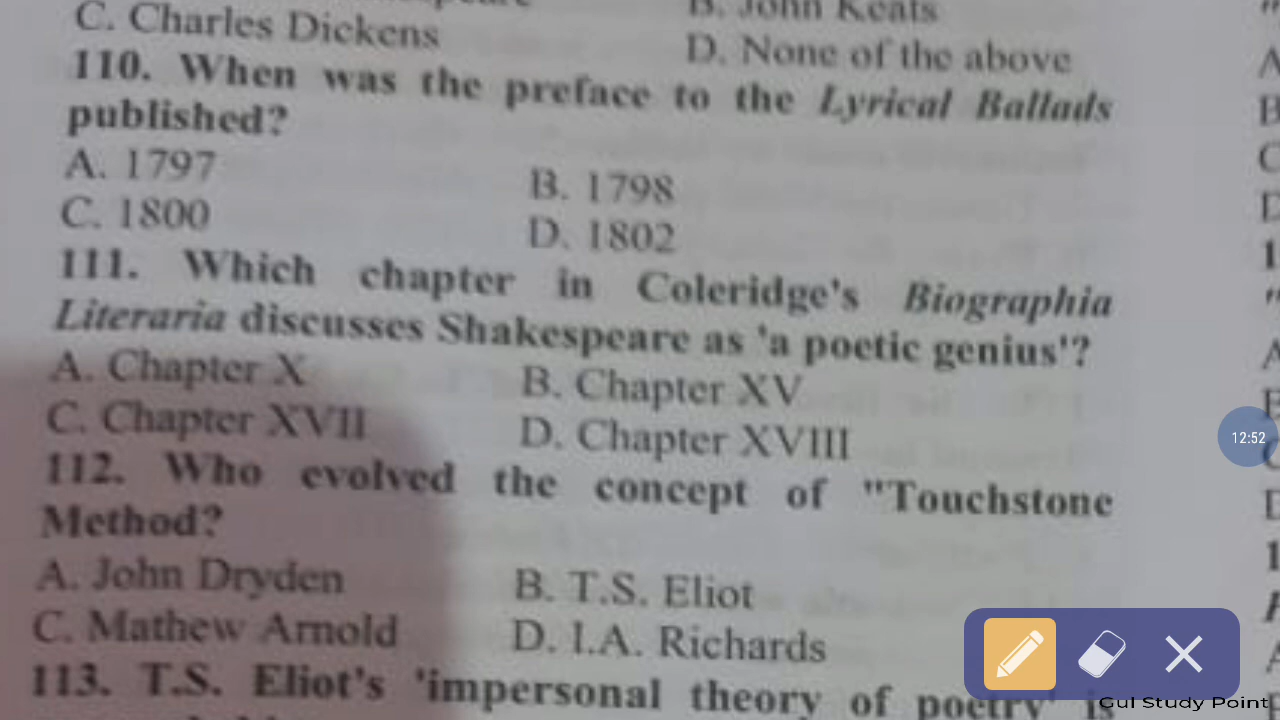 C. Charles Dickens
B. John Keats
D. None of the above
110. When was the preface to the Lyrical Ballads
published?
A. 1797
B. 1798
C. 1800
D. 1802
111. Which chapter in Coleridge's Biographia
Literaria discusses Shakespeare as 'a poetic genius'?
A. Chapter X
B. Chapter XV
C. Chapter XVII
D. Chapter XVIII
112. Who evolved the concept of "Touchstone
Method?
A. John Dryden
B. T.S. Eliot
C. Mathew Arnold
D. I.A. Richards
113. T.S. Eliot's 'impersonal theory of poetry' is
12:52
Gul Study Point